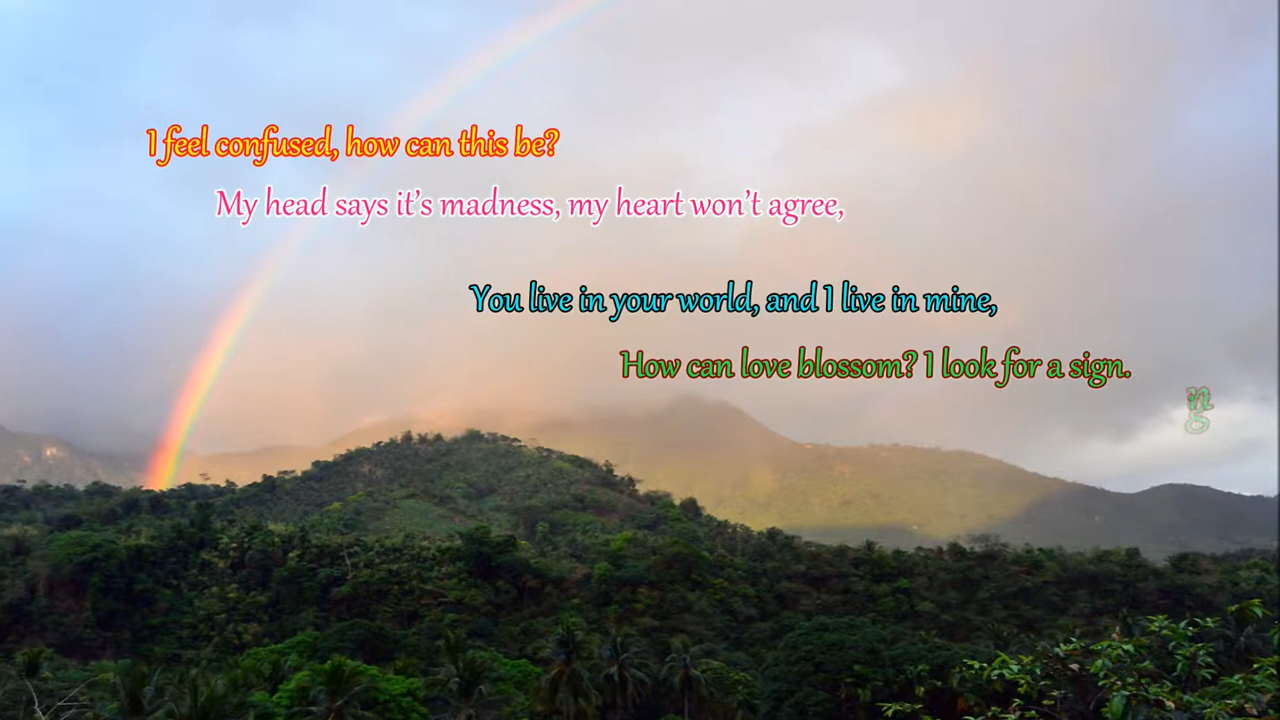 I feel confused, how can this be?
My head says it's madness, my heart won't agree,
You live in your world, and I live in mine,
How can love blossom? I look for a sign.